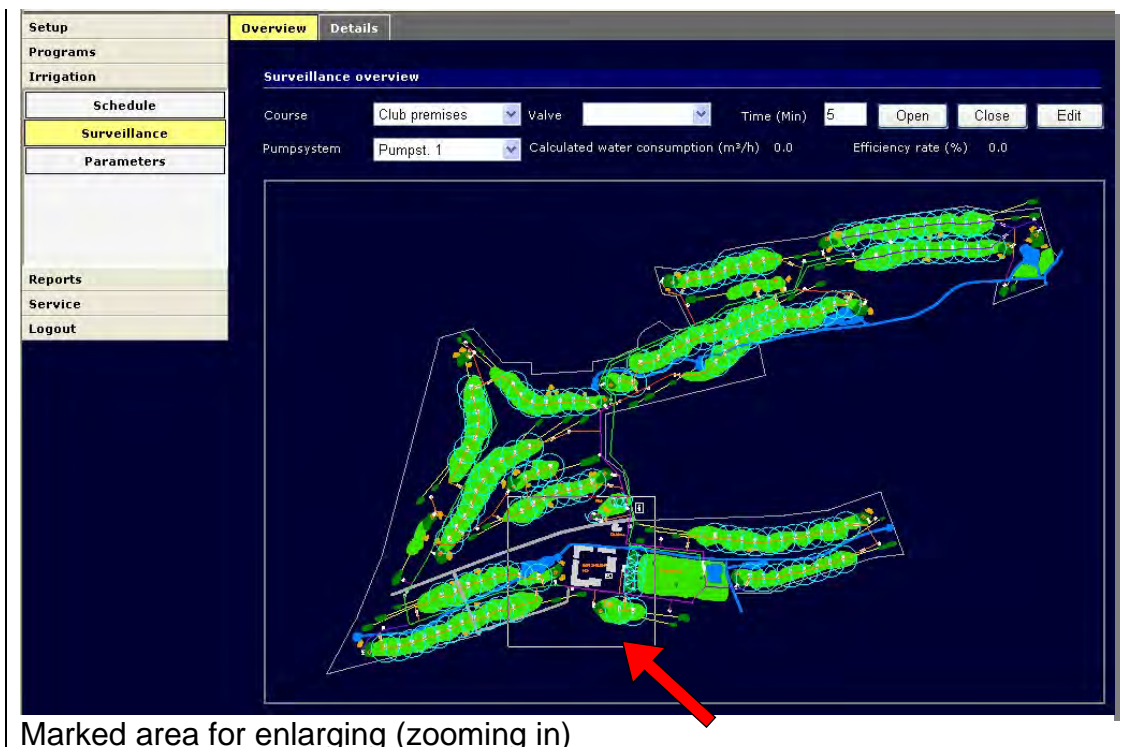 Setup
Programs
Irrigation
Schedule
Surveillance
Parameters
Reports
Service
Logout
Overview Details
Surveillance overview
Course Club premises Valve Time (Min) 5 Open Close Edit
Pumpsystem Pumpst. 1 Calculated water consumption (m³/h) 0.0 Efficiency rate (%) 0.0
Marked area for enlarging (zooming in)